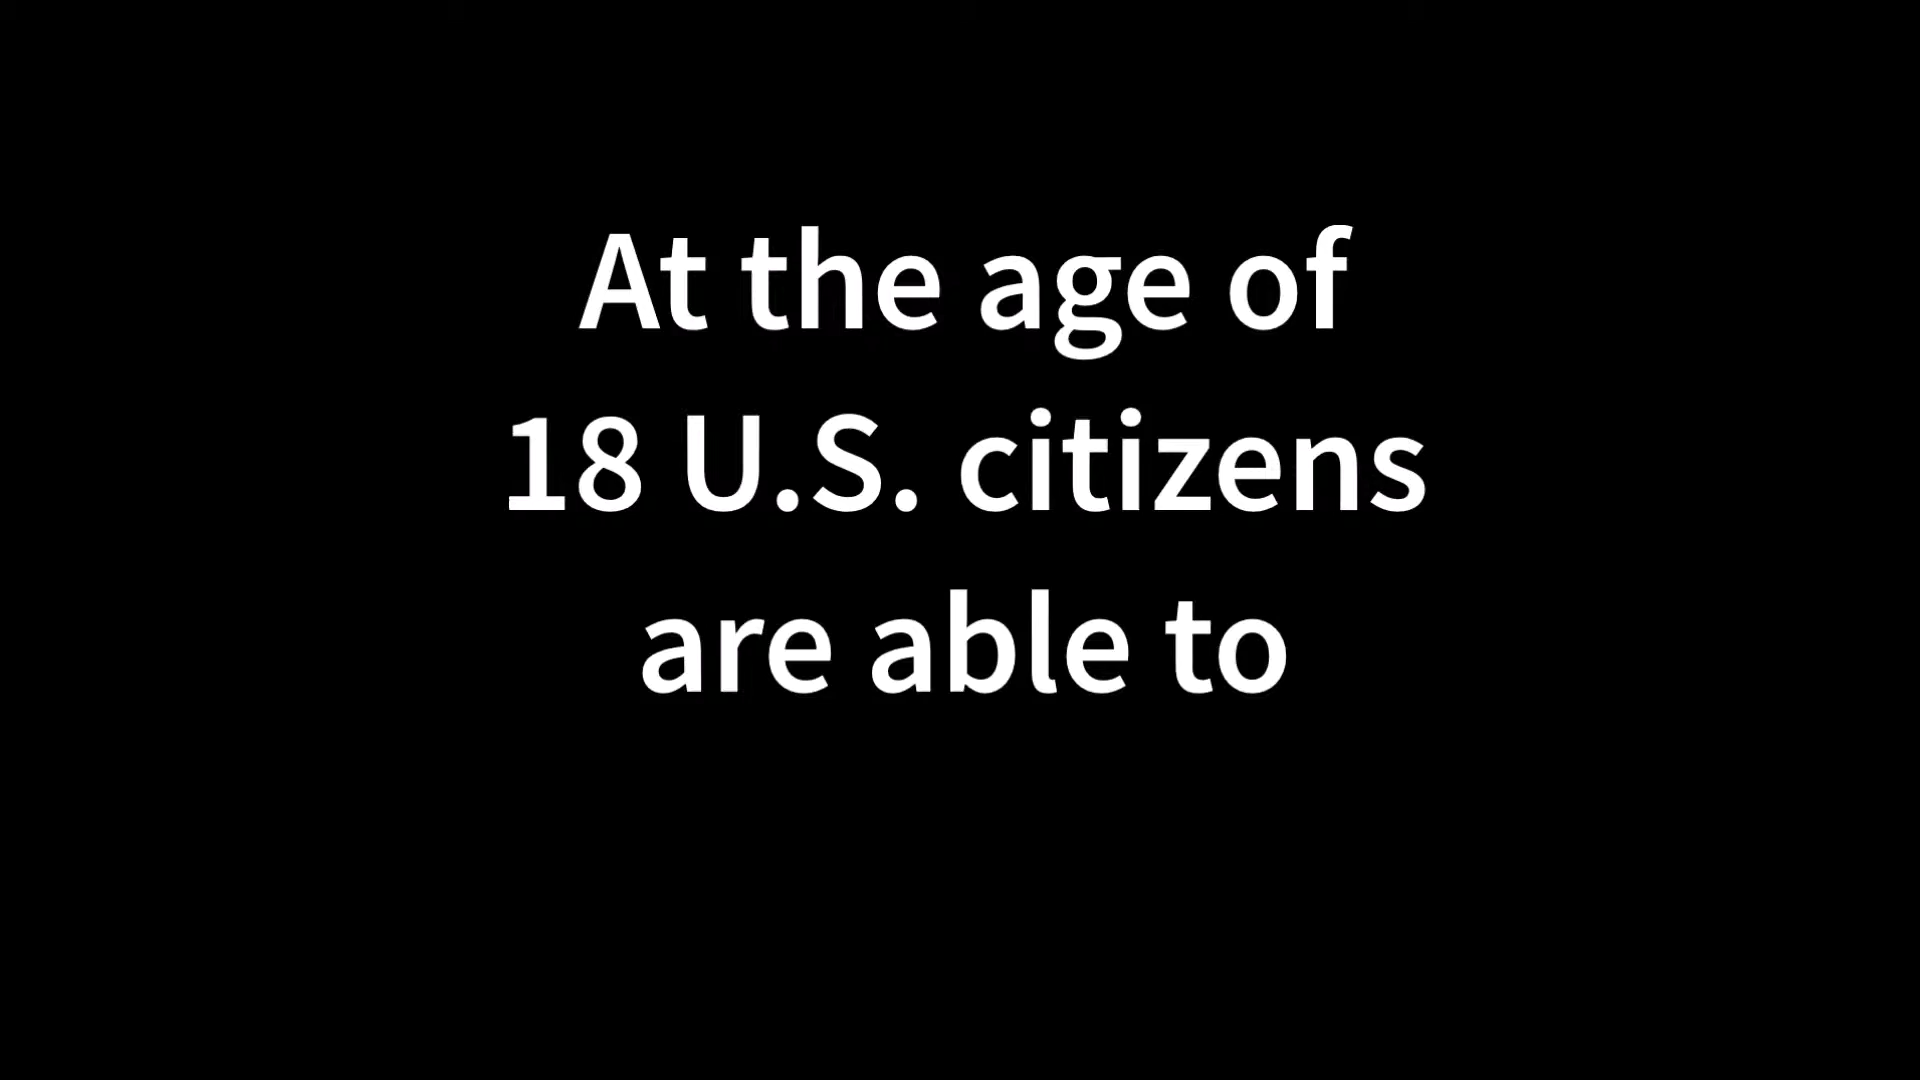 At the age of
18 U.S. citizens
are able to